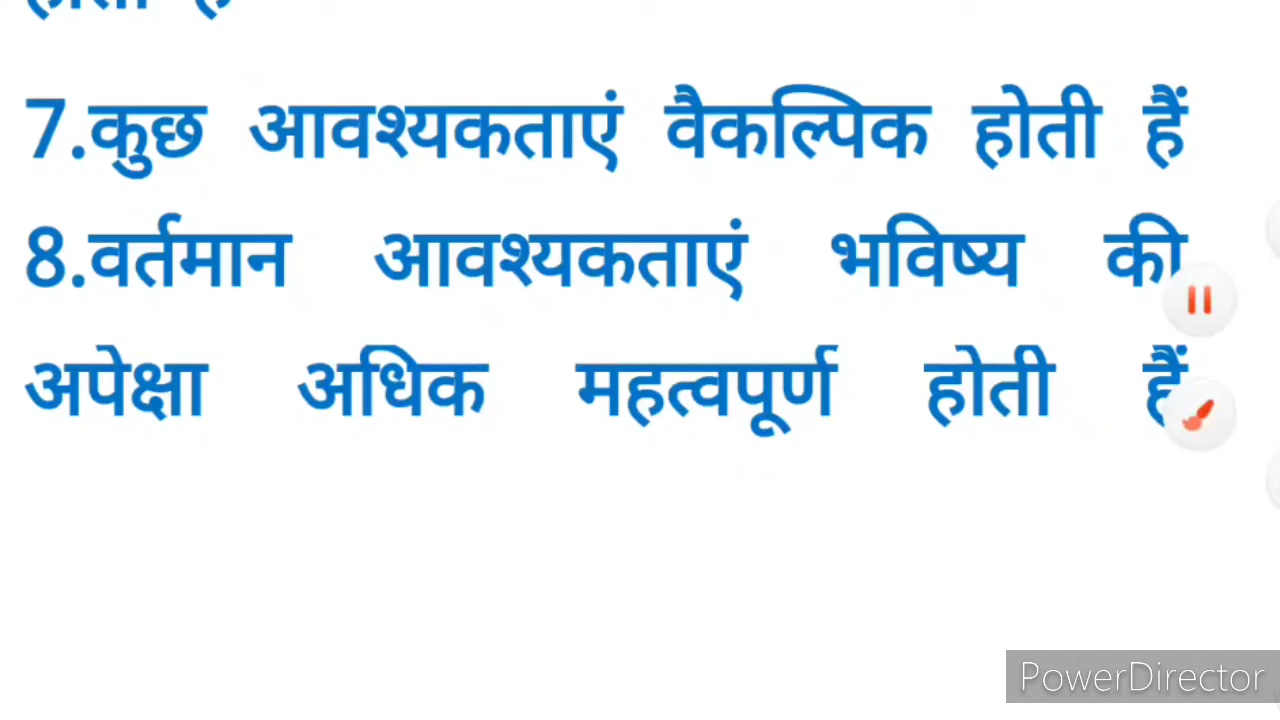 7.कुछ आवश्यकताएं वैकल्पिक होती हैं
8.वर्तमान आवश्यकताएं भविष्य की
अपेक्षा अधिक महत्वपूर्ण होती हैं
PowerDirector